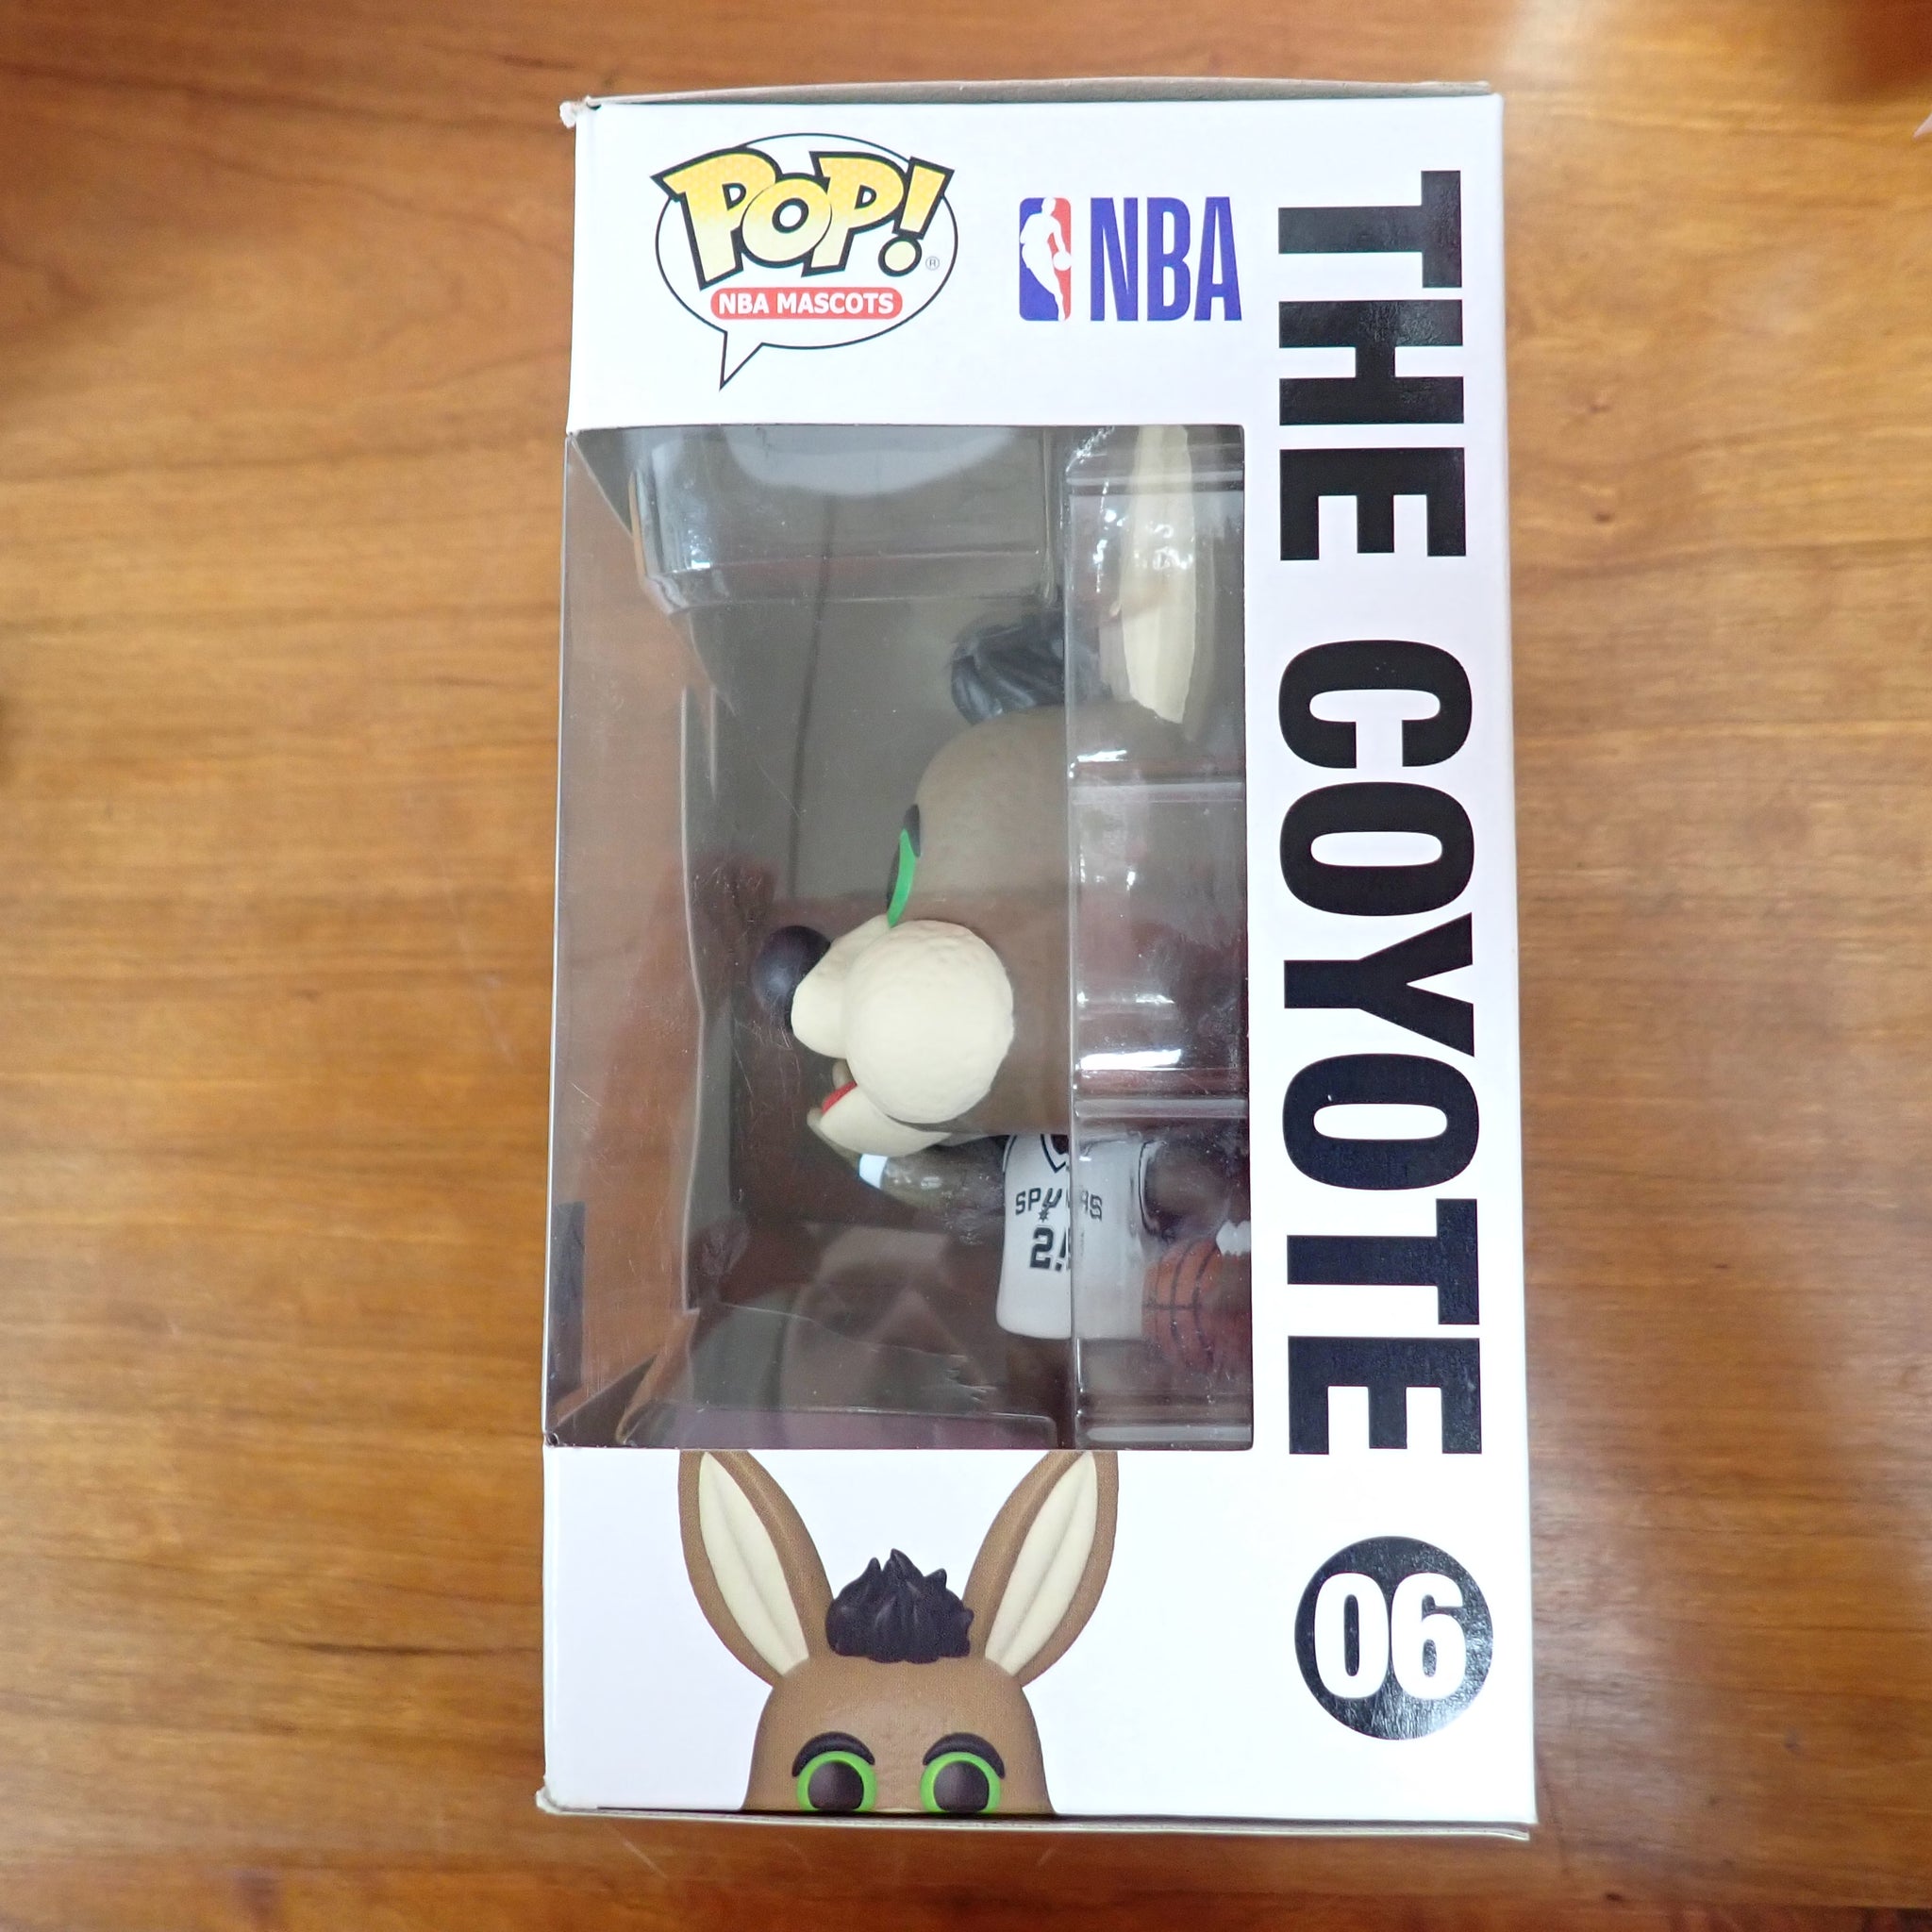 POP!
®
NBA MASCOTS
NBA
THE COYOTE
06
SPURS